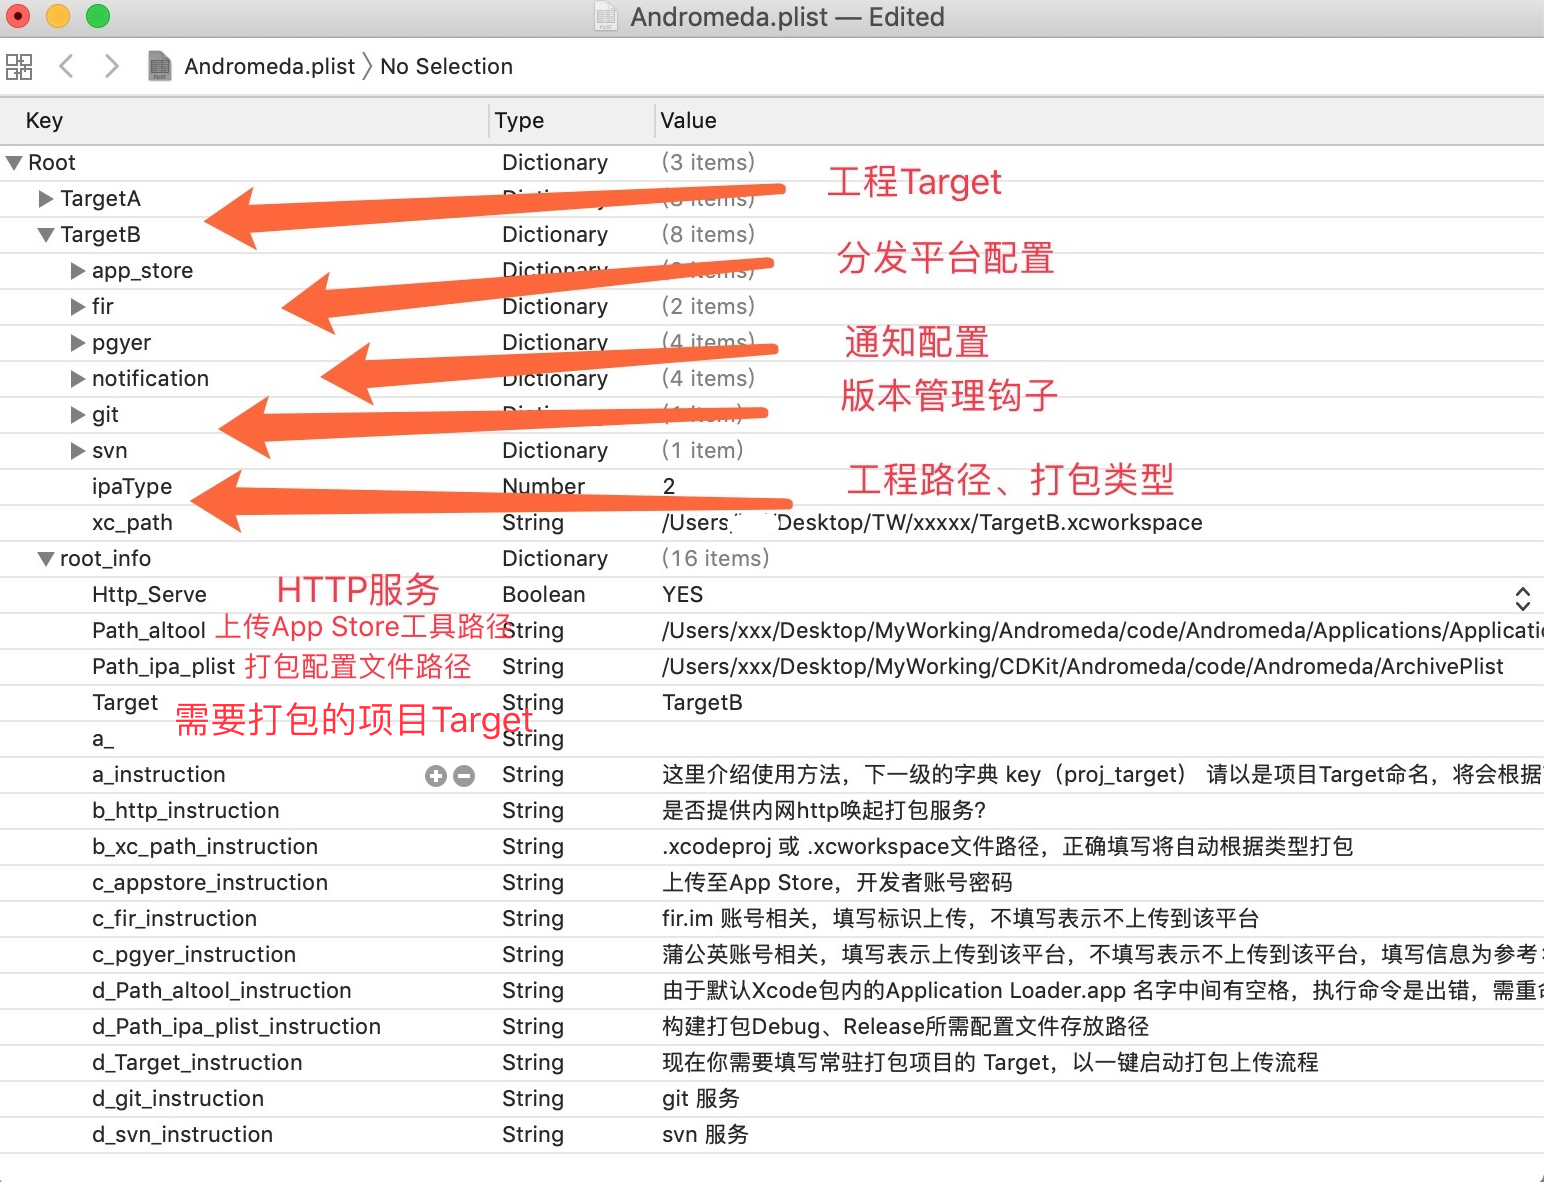 Andromeda.plist — Edited
Andromeda.plist 〉 No Selection
Key Type Value
Root Dictionary (3 items)
工程Target
TargetA
TargetB Dictionary (8 items)
分发平台配置
app_store Dictionary
fir Dictionary (2 items)
pgyer Dictionary (4 items)
通知配置
notification Dictionary (4 items)
版本管理钩子
git
svn Dictionary (1 item)
工程路径、打包类型
ipaType Number 2
xc_path String /Users/ Desktop/TW/xxxxx/TargetB.xcworkspace
root_info Dictionary (16 items)
Http_Serve HTTP服务 Boolean YES
Path_altool 上传App Store工具路径 String /Users/xxx/Desktop/MyWorking/Andromeda/code/Andromeda/Applications/Applicati
Path_ipa_plist 打包配置文件路径 String /Users/xxx/Desktop/MyWorking/CDKit/Andromeda/code/Andromeda/ArchivePlist
Target 需要打包的项目Target String TargetB
a_ String
a_instruction String 这里介绍使用方法，下一级的字典 key（proj_target） 请以是项目Target命名，将会根据
b_http_instruction String 是否提供内网http唤起打包服务？
b_xc_path_instruction String .xcodeproj 或 .xcworkspace文件路径，正确填写将自动根据类型打包
c_appstore_instruction String 上传至App Store，开发者账号密码
c_fir_instruction String fir.im 账号相关，填写标识上传，不填写表示不上传到该平台
c_pgyer_instruction String 蒲公英账号相关，填写表示上传到该平台，不填写表示不上传到该平台，填写信息为参考
d_Path_altool_instruction String 由于默认Xcode包内的Application Loader.app 名字中间有空格，执行命令是出错，需重命
d_Path_ipa_plist_instruction String 构建打包Debug、Release所需配置文件存放路径
d_Target_instruction String 现在你需要填写常驻打包项目的 Target，以一键启动打包上传流程
d_git_instruction String git 服务
d_svn_instruction String svn 服务